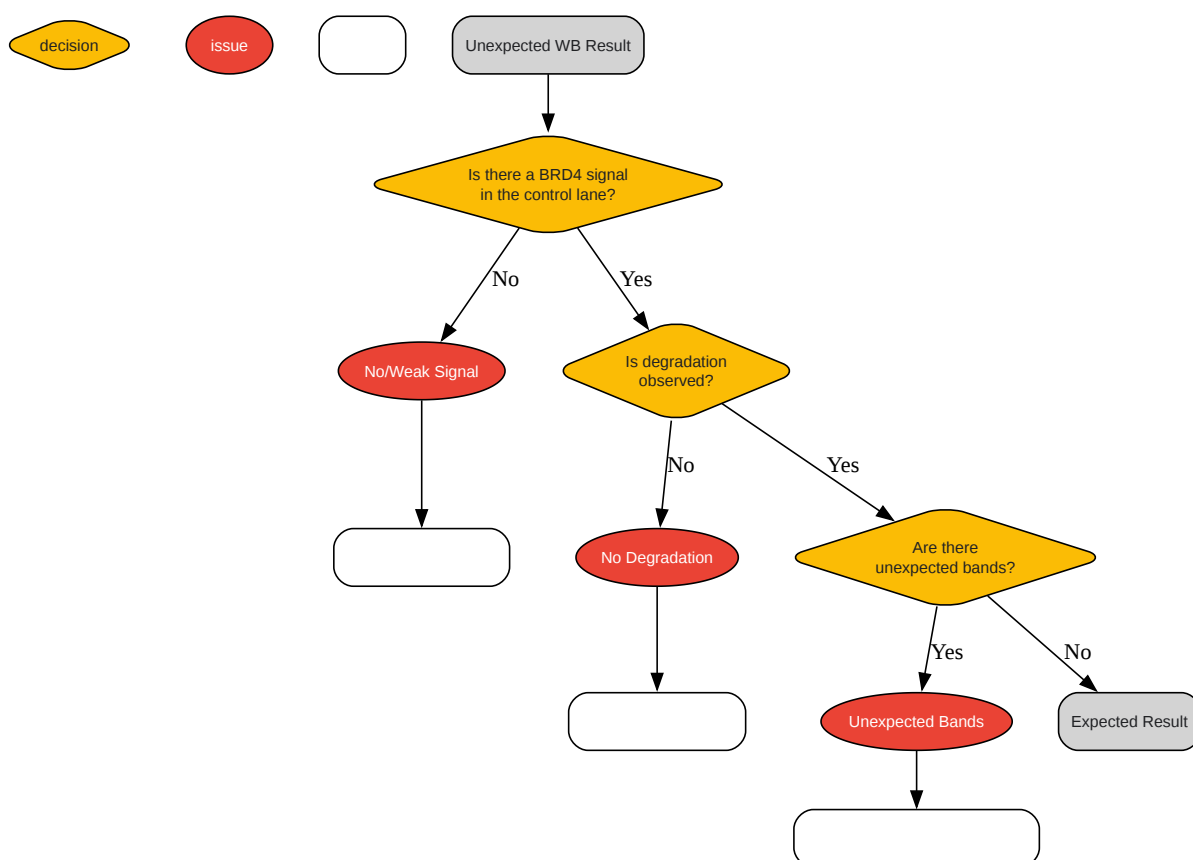 decision
issue
Unexpected WB Result
Is there a BRD4 signal
in the control lane?
No
Yes
No/Weak Signal
Is degradation
observed?
No
Yes
No Degradation
Are there
unexpected bands?
Yes
No
Unexpected Bands
Expected Result